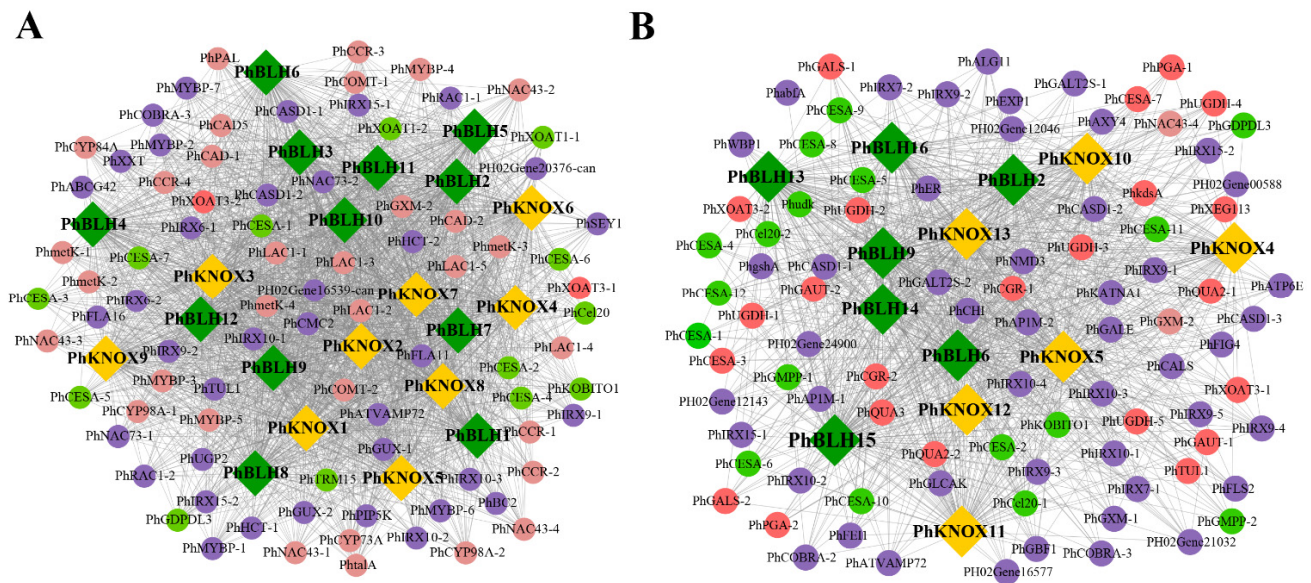 A
B
PhBLH6
PhCCR-3
PhPAL
PhCOMT-1
PhMYBP-4
PhMYBP-7
PhNAC43-2
PhRAC1-1
PhIRX15-1
PhCASD1-1
PhCOBRA-3
PhCAD5
PhXOAT1-2
PhBLH5
PhXOAT1-1
PhMYBP-2
PhBLH3
PhCYP84A
PhCAD-1
PhXXT
PhBLH11
PH02Gene20376-can
PhNAC73-2
PhBLH2
PhABCG42
PhCCR-4
PhCASD1-2
PhXOAT3-2
PhGXM-2
PhKNOX6
PhBLH4
PhBLH10
PhCAD-2
PhSEY1
PhIRX6-1
PhCESA-1
PhHCT-2
PhmetK-1
PhLAC1-1
PhmetK-3
PhCESA-7
PhLAC1-3
PhLAC1-5
PhCESA-6
PhKNOX3
PhmetK-2
PH02Gene16539-can
PhKNOX7
PhXOAT3-1
PhCESA-3
PhIRX6-2
PhmetK-4
PhLAC1-2
PhKNOX4
PhCel20
PhFLA16
PhBLH12
PhCMC2
PhBLH7
PhNAC43-3
PhIRX10-1
PhKNOX2
PhLAC1-4
PhKNOX9
PhIRX9-2
PhFLA11
PhBLH9
PhCESA-2
PhMYBP-3
PhTUL1
PhCOMT-2
PhKNOX8
PhKOBITO1
PhCESA-5
PhCESA-4
PhCYP98A-1
PhMYBP-5
PhATVAMP72
PhIRX9-1
PhNAC73-1
PhKNOX1
PhBLH1
PhCCR-1
PhUGP2
PhGUX-1
PhRAC1-2
PhBLH8
PhTRM15
PhKNOX5
PhIRX10-3
PhCCR-2
PhIRX15-2
PhBC2
PhGDPDL3
PhGUX-2
PhPIP5K
PhMYBP-6
PhHCT-1
PhNAC43-4
PhMYBP-1
PhNAC43-1
PhCYP73A
PhIRX10-2
PhCYP98A-2
PhtalA
PhALG11
PhGALS-1
PhPGA-1
PhabfA
PhIRX7-2
PhIRX9-2
PhGALT2S-1
PhCESA-9
PhEXP1
PhCESA-7
PhUGDH-4
PhAXY4
PhNAC43-4
PhGDPDL3
PhCESA-8
PH02Gene12046
PhWBP1
PhBLH16
PhKNOX10
PhIRX15-2
PhBLH13
PhCESA-5
PhBLH2
PhER
PH02Gene00588
Phudk
PhkdsA
PhXOAT3-2
PhUGDH-2
PhCASD1-2
PhXEG113
PhCel20-2
PhKNOX13
PhCESA-11
PhCESA-4
PhUGDH-3
PhKNOX4
PhBLH9
PhNMD3
PhgshA
PhCASD1-1
PhIRX9-1
PhGALT2S-2
PhCESA-12
PhGAUT-2
PhCGR-1
PhKATNA1
PhQUA2-1
PhATP6E
PhBLH14
PhCHI
PhUGDH-1
PhAP1M-2
PhCASD1-3
PhCESA-1
PhGALE
PhGXM-2
PH02Gene24900
PhBLH6
PhKNOX5
PhFIG4
PhCESA-3
PhCALS
PhGMPP-1
PhCGR-2
PhIRX10-4
PhXOAT3-1
PH02Gene12143
PhAP1M-1
PhKNOX12
PhIRX10-3
PhQUA3
PhKOBITO1
PhIRX9-5
PhUGDH-5
PhIRX9-4
PhIRX15-1
PhBLH15
PhCESA-2
PhGAUT-1
PhQUA2-2
PhIRX10-1
PhCESA-6
PhIRX9-3
PhTUL1
PhIRX10-2
PhGLCAK
PhFLS2
PhIRX7-1
PhGALS-2
PhCESA-10
PhCel20-1
PhGXM-1
PhGMPP-2
PhPGA-2
PhKNOX11
PhFEI1
PH02Gene21032
PhGBF1
PhCOBRA-2
PhCOBRA-3
PhATVAMP72
PH02Gene16577